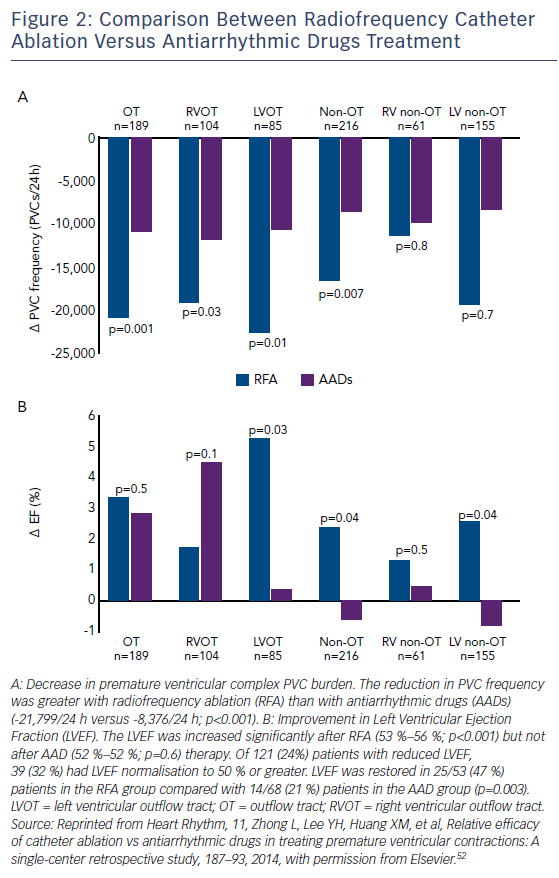 Figure 2: Comparison Between Radiofrequency Catheter
Ablation Versus Antiarrhythmic Drugs Treatment
A
OT RVOT LVOT Non-OT RV non-OT LV non-OT
n=189 n=104 n=85 n=216 n=61 n=155
0
-5,000
-10,000
-15,000
-20,000
-25,000
Δ PVC frequency (PVCs/24h)
p=0.001
p=0.03
p=0.01
p=0.007
p=0.8
p=0.7
RFA AADs
B
6
5
4
3
2
1
0
-1
Δ EF (%)
p=0.5
p=0.1
p=0.03
p=0.04
p=0.5
p=0.04
OT RVOT LVOT Non-OT RV non-OT LV non-OT
n=189 n=104 n=85 n=216 n=61 n=155
A: Decrease in premature ventricular complex PVC burden. The reduction in PVC frequency
was greater with radiofrequency ablation (RFA) than with antiarrhythmic drugs (AADs)
(-21,799/24 h versus -8,376/24 h; p<0.001). B: Improvement in Left Ventricular Ejection
Fraction (LVEF). The LVEF was increased significantly after RFA (53 %–56 %; p<0.001) but not
after AAD (52 %–52 %; p=0.6) therapy. Of 121 (24%) patients with reduced LVEF,
39 (32 %) had LVEF normalisation to 50 % or greater. LVEF was restored in 25/53 (47 %)
patients in the RFA group compared with 14/68 (21 %) patients in the AAD group (p=0.003).
LVOT = left ventricular outflow tract; OT = outflow tract; RVOT = right ventricular outflow tract.
Source: Reprinted from Heart Rhythm, 11, Zhong L, Lee YH, Huang XM, et al, Relative efficacy
of catheter ablation vs antiarrhythmic drugs in treating premature ventricular contractions: A
single-center retrospective study, 187–93, 2014, with permission from Elsevier.52